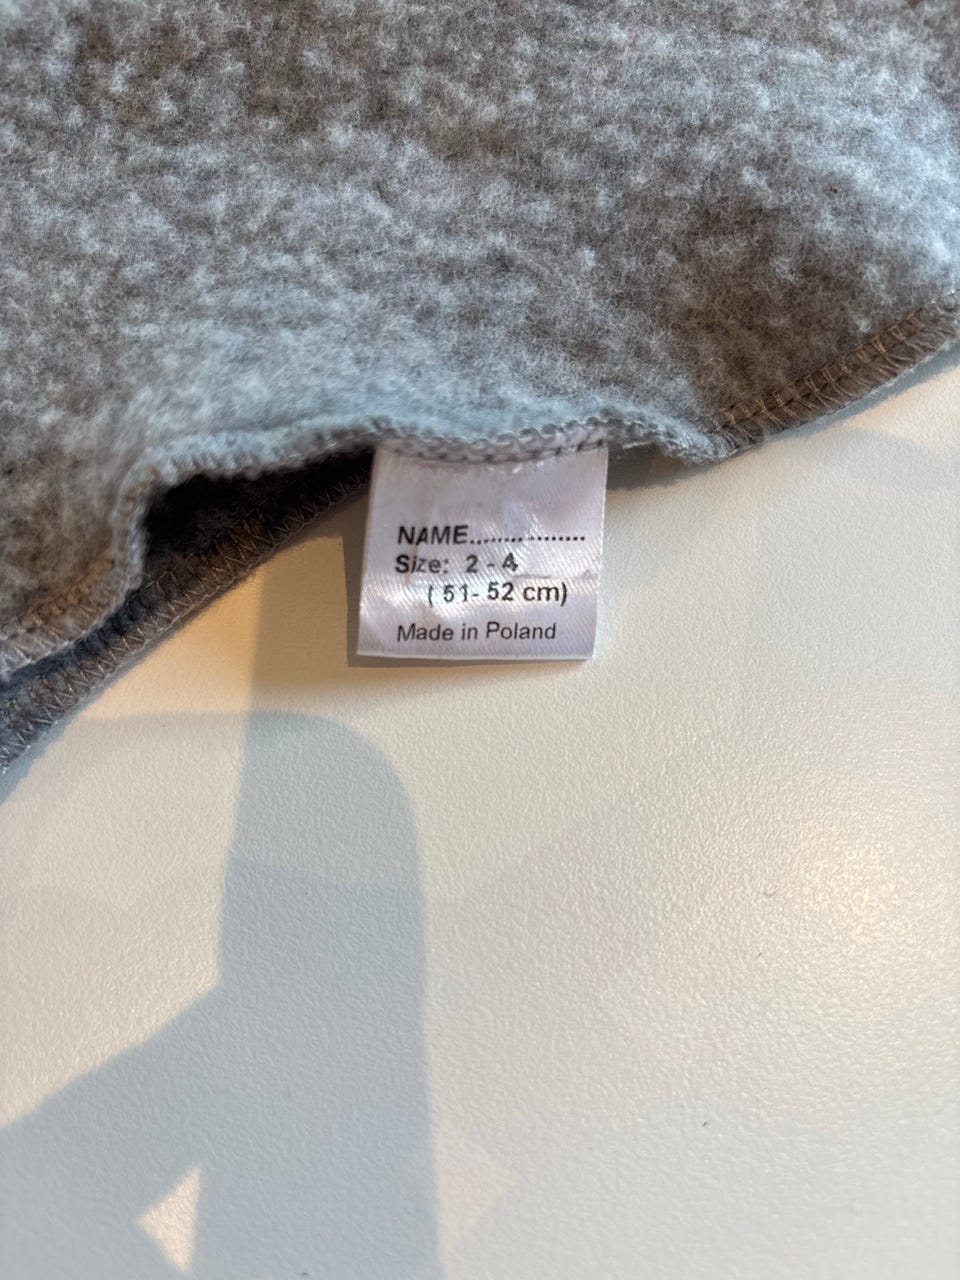 NAME.................
Size: 2 - 4
( 51- 52 cm)
Made in Poland